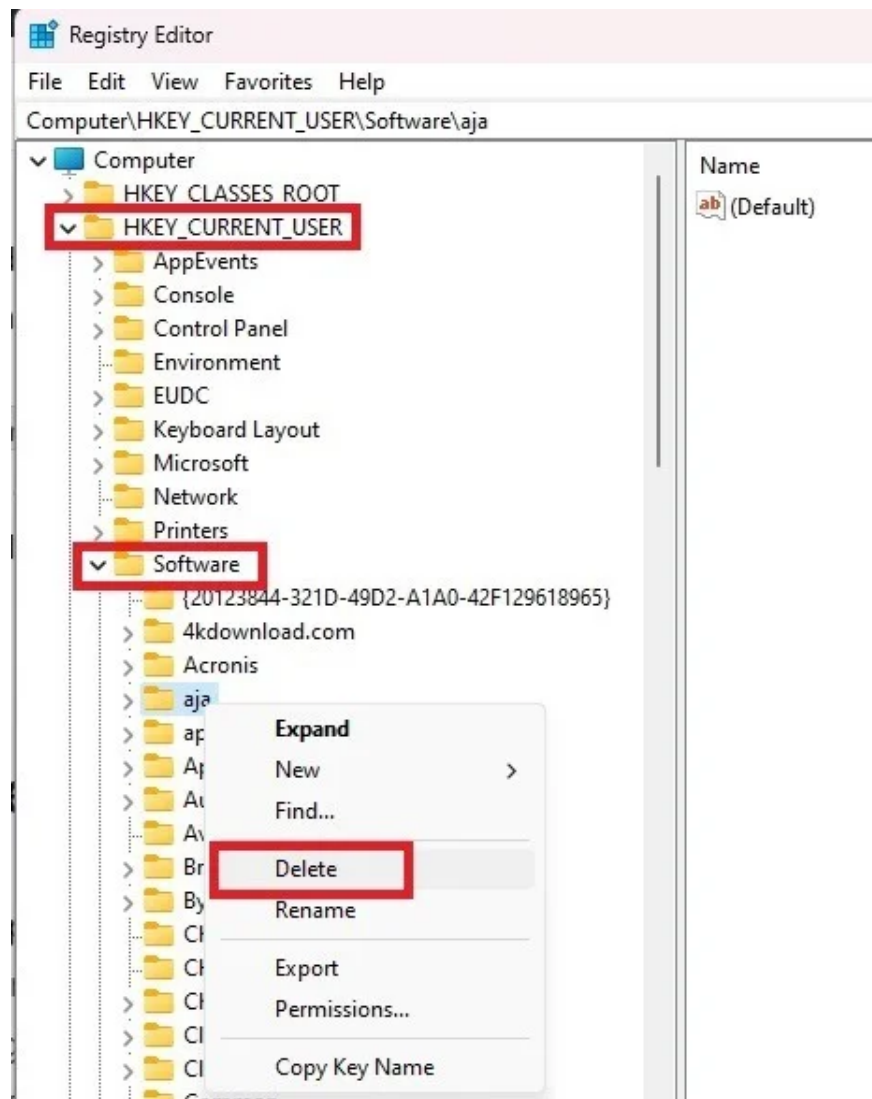 Registry Editor
File Edit View Favorites Help
Computer\HKEY_CURRENT_USER\Software\aja
Computer
HKEY_CLASSES_ROOT
HKEY_CURRENT_USER
AppEvents
Console
Control Panel
Environment
EUDC
Keyboard Layout
Microsoft
Network
Printers
Software
{20123844-321D-49D2-A1A0-42F129618965}
4kdownload.com
Acronis
aja
Expand
New
Find...
Delete
Rename
Export
Permissions...
Copy Key Name
Name
ab (Default)